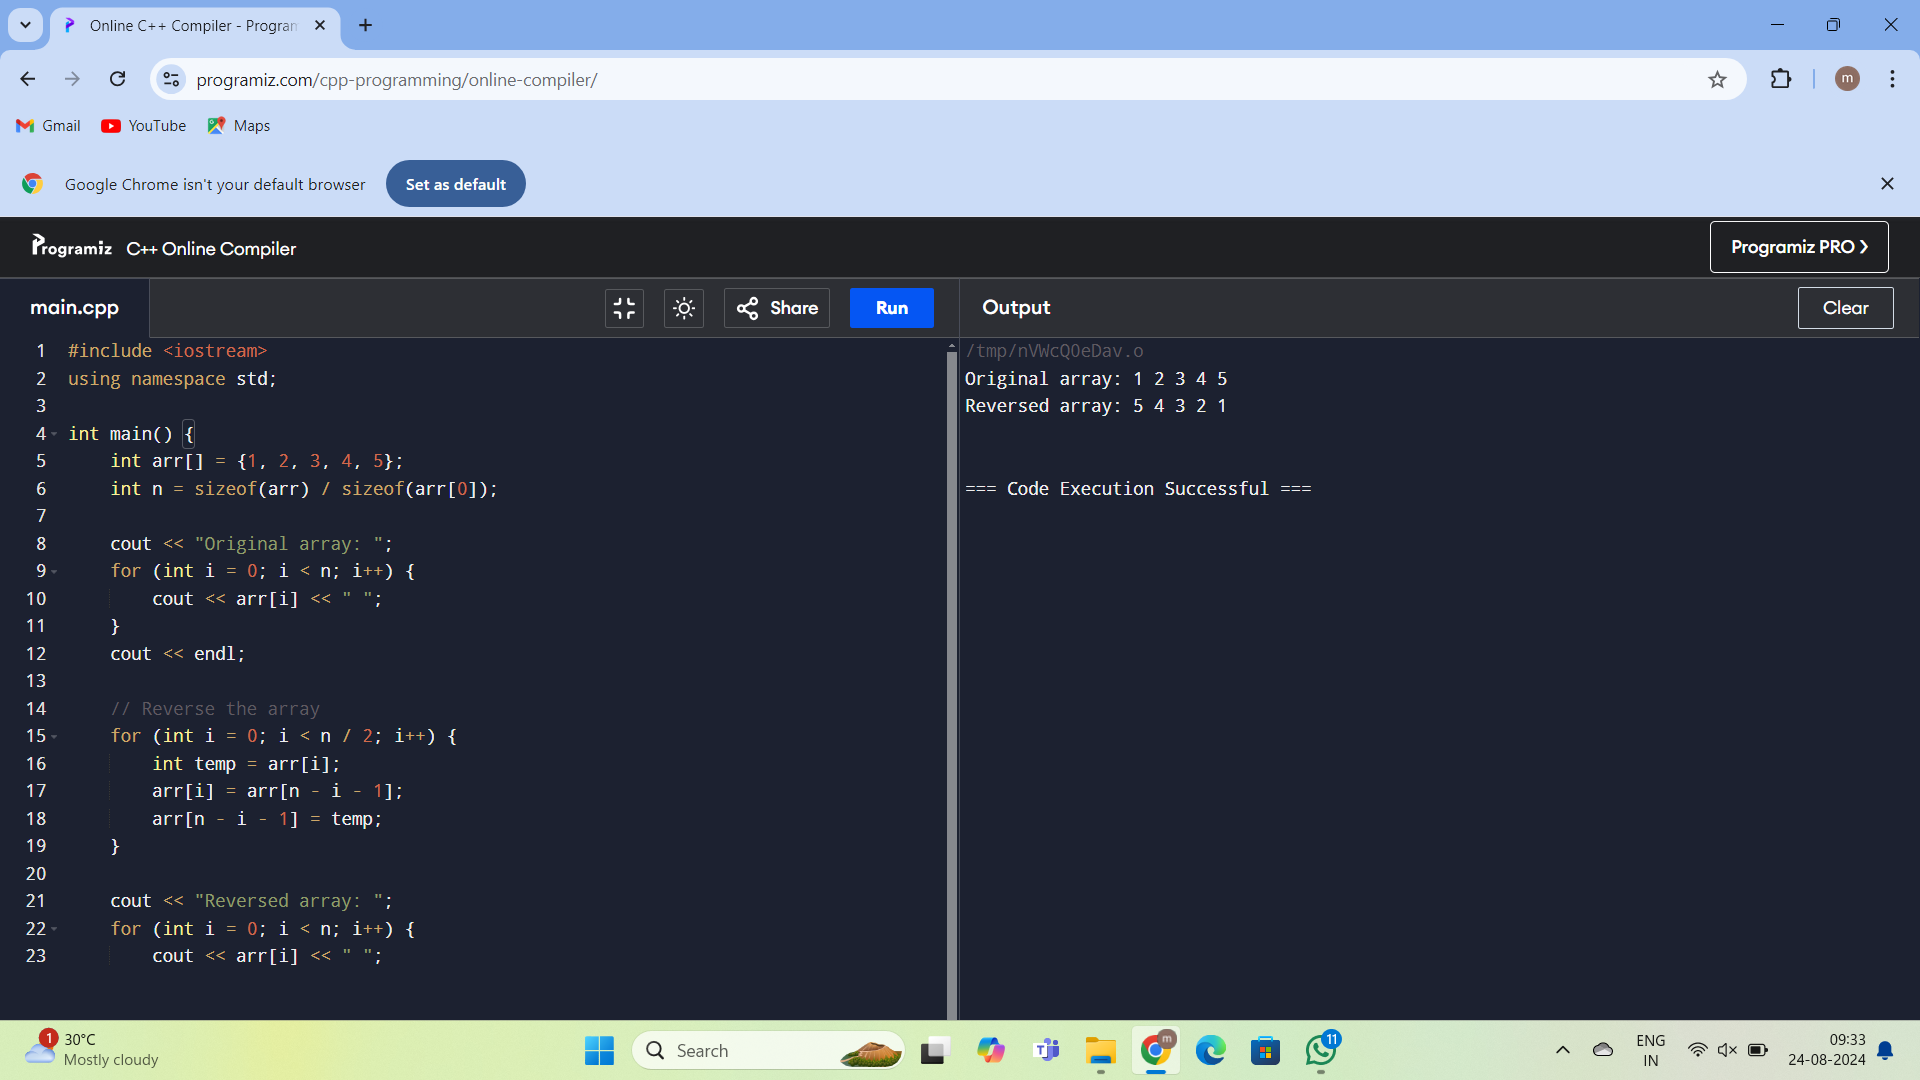 Online C++ Compiler - Program
programiz.com/cpp-programming/online-compiler/
m
Gmail YouTube Maps
Google Chrome isn't your default browser Set as default
Programiz C++ Online Compiler Programiz PRO
main.cpp Share Run Output Clear
1 #include <iostream>
2 using namespace std;
3
4 int main() {
5 int arr[] = {1, 2, 3, 4, 5};
6 int n = sizeof(arr) / sizeof(arr[0]);
7
8 cout << "Original array: ";
9 for (int i = 0; i < n; i++) {
10 cout << arr[i] << " ";
11 }
12 cout << endl;
13
14 // Reverse the array
15 for (int i = 0; i < n / 2; i++) {
16 int temp = arr[i];
17 arr[i] = arr[n - i - 1];
18 arr[n - i - 1] = temp;
19 }
20
21 cout << "Reversed array: ";
22 for (int i = 0; i < n; i++) {
23 cout << arr[i] << " ";
/tmp/nVWcQ0eDav.o
Original array: 1 2 3 4 5
Reversed array: 5 4 3 2 1
=== Code Execution Successful ===
1
30°C
Mostly cloudy
Search
m
11
ENG
IN
09:33
24-08-2024